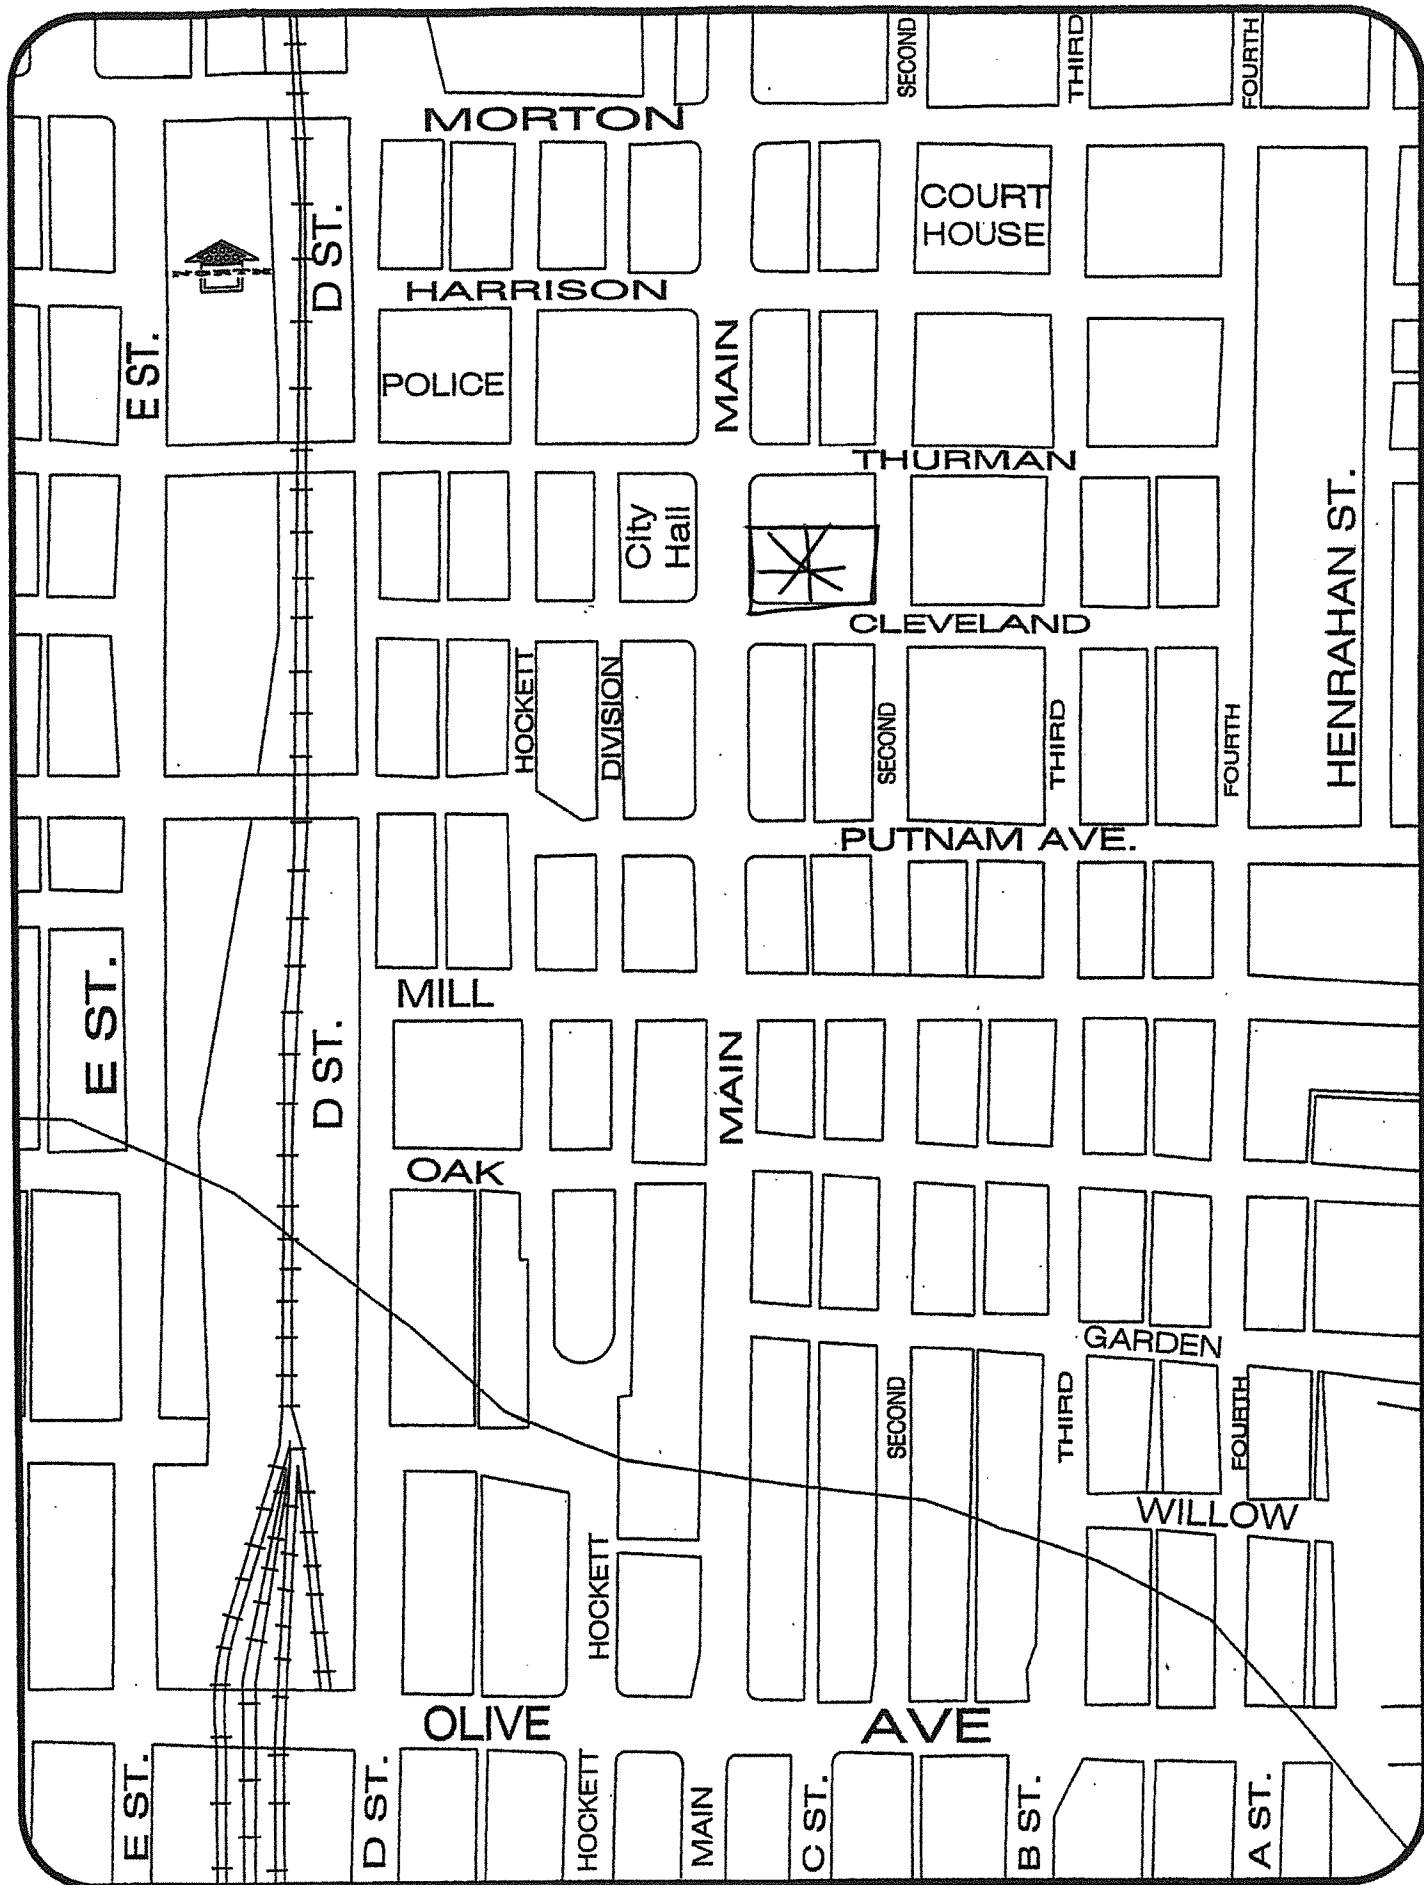 SECOND
THIRD
FOURTH
MORTON
COURT
HOUSE
NORTH
D ST.
HARRISON
E ST.
POLICE
MAIN
THURMAN
City
Hall
HENRAHAN ST.
CLEVELAND
HOCKETT
DIVISION
SECOND
THIRD
FOURTH
PUTNAM AVE.
E ST.
MILL
D ST.
MAIN
OAK
GARDEN
SECOND
THIRD
FOURTH
WILLOW
HOCKETT
OLIVE
AVE
E ST.
D ST.
HOCKETT
MAIN
C ST.
B ST.
A ST.